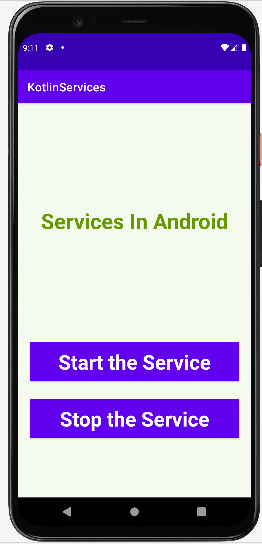 9:11
KotlinServices
Services In Android
Start the Service
Stop the Service